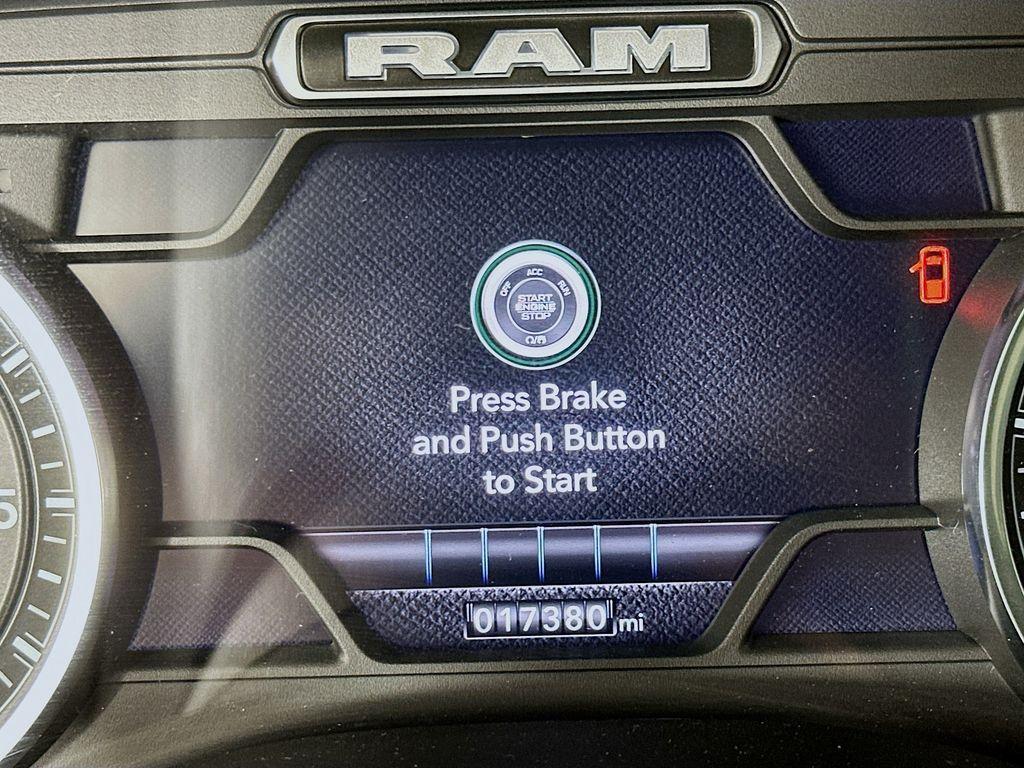 RAM
ACC
OFF RUN
START
ENGINE
STOP
Press Brake
and Push Button
to Start
017380 mi